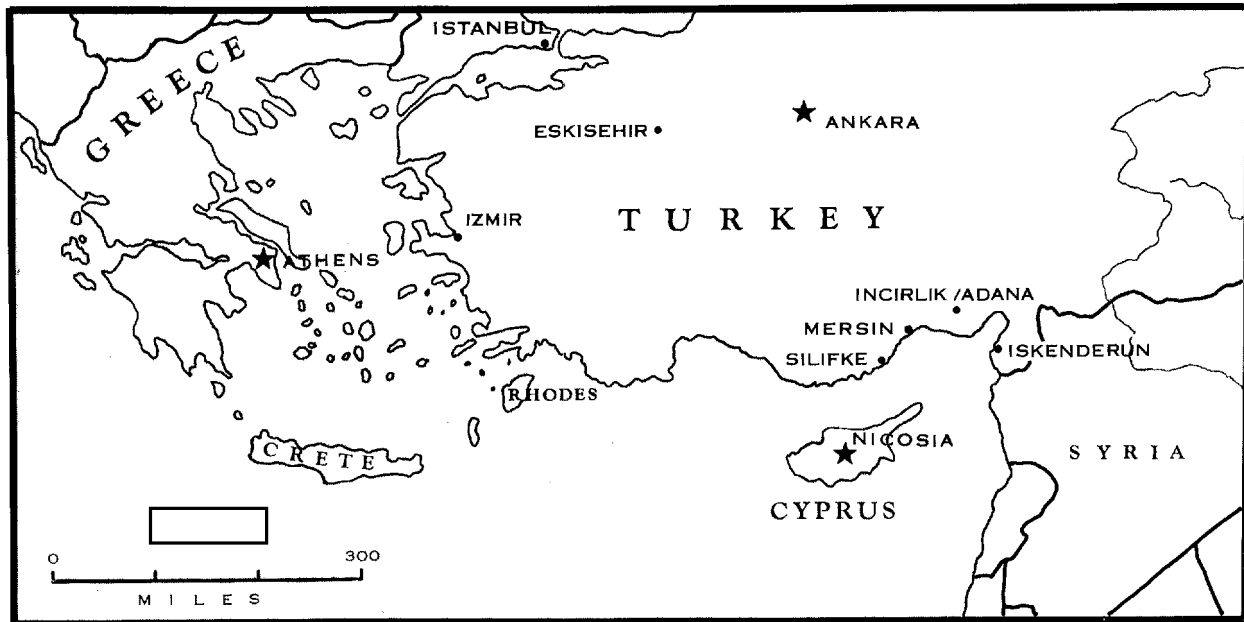 ISTANBUL
GREECE
ESKISEHIR
ANKARA
TURKEY
IZMIR
ATHENS
INCIRLIK /ADANA
MERSIN
ISKENDERUN
SILIFKE
RHODES
NICOSIA
CRETE
SYRIA
CYPRUS
0 300
MILES